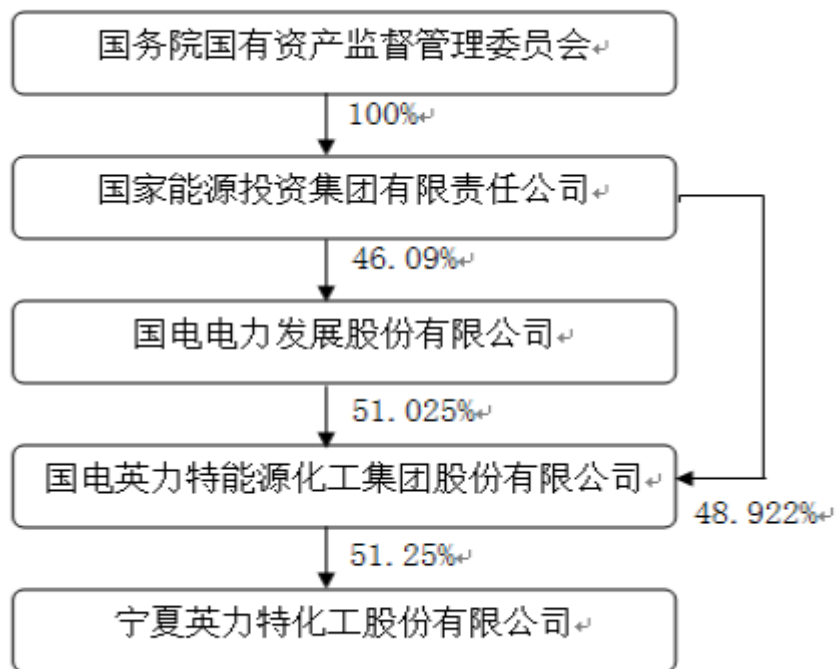 国务院国有资产监督管理委员会↵
100%↵
国家能源投资集团有限责任公司↵
46.09%↵
国电电力发展股份有限公司↵
51.025%↵
国电英力特能源化工集团股份有限公司↵
48.922%↵
51.25%↵
宁夏英力特化工股份有限公司↵